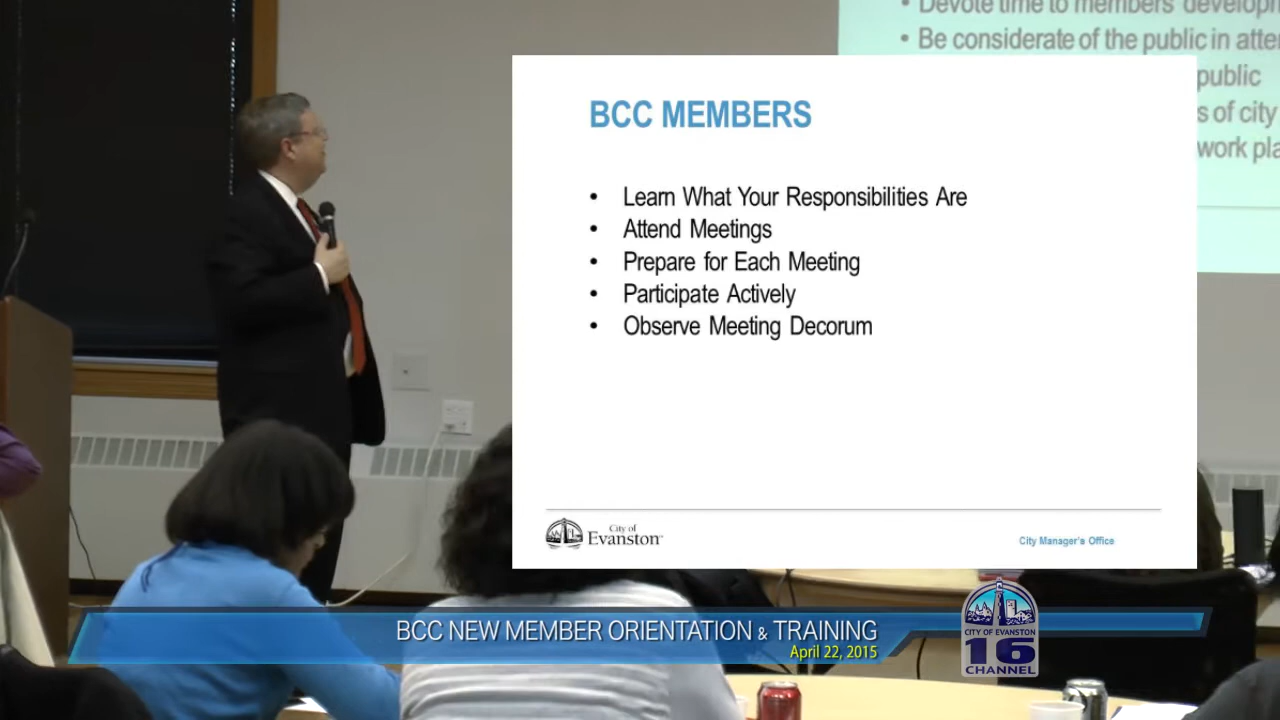 • Devote time to members' developm
• Be considerate of the public in atte
public
s of city
work pla
BCC MEMBERS
• Learn What Your Responsibilities Are
• Attend Meetings
• Prepare for Each Meeting
• Participate Actively
• Observe Meeting Decorum
City of
Evanston
City Manager's Office
BCC NEW MEMBER ORIENTATION & TRAINING
April 22, 2015
CITY OF EVANSTON
16
CHANNEL